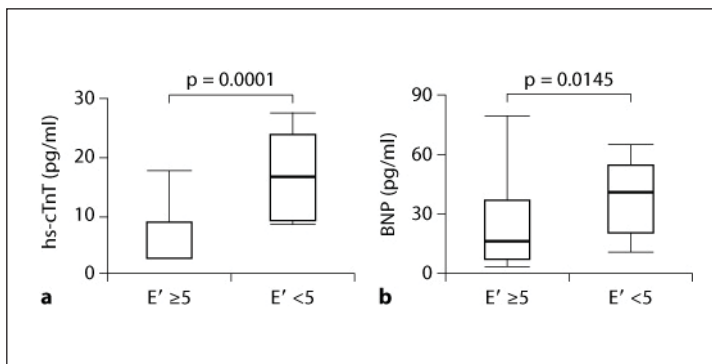 p = 0.0001
30
20
10
0
hs-cTnT (pg/ml)
E′ ≥5
E′ <5
a
p = 0.0145
90
60
30
0
BNP (pg/ml)
E′ ≥5
E′ <5
b